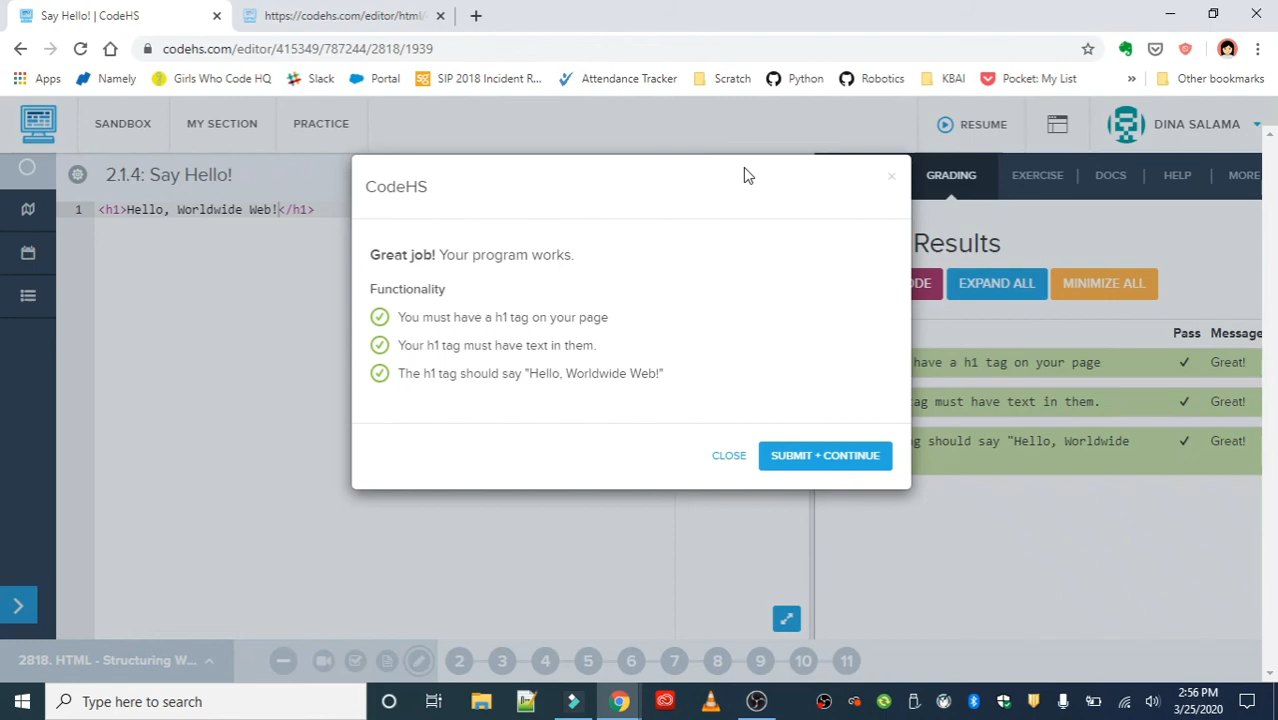 Say Hello! | CodeHS
https://codehs.com/editor/html/
codehs.com/editor/415349/787244/2818/1939
Apps Namely Girls Who Code HQ Slack Portal SIP 2018 Incident R... Attendance Tracker Scratch Python Robotics KBAI Pocket: My List » Other bookmarks
SANDBOX MY SECTION PRACTICE RESUME DINA SALAMA
2.1.4: Say Hello!
GRADING EXERCISE DOCS HELP MORE
1 <h1>Hello, Worldwide Web!</h1>
CodeHS
Great job! Your program works.
Functionality
You must have a h1 tag on your page
Your h1 tag must have text in them.
The h1 tag should say "Hello, Worldwide Web!"
CLOSE SUBMIT + CONTINUE
Results
ODE EXPAND ALL MINIMIZE ALL
Pass Message
have a h1 tag on your page Great!
ag must have text in them. Great!
g should say "Hello, Worldwide Great!
2818. HTML - Structuring W... 2 3 4 5 6 7 8 9 10 11
Type here to search
2:56 PM
3/25/2020